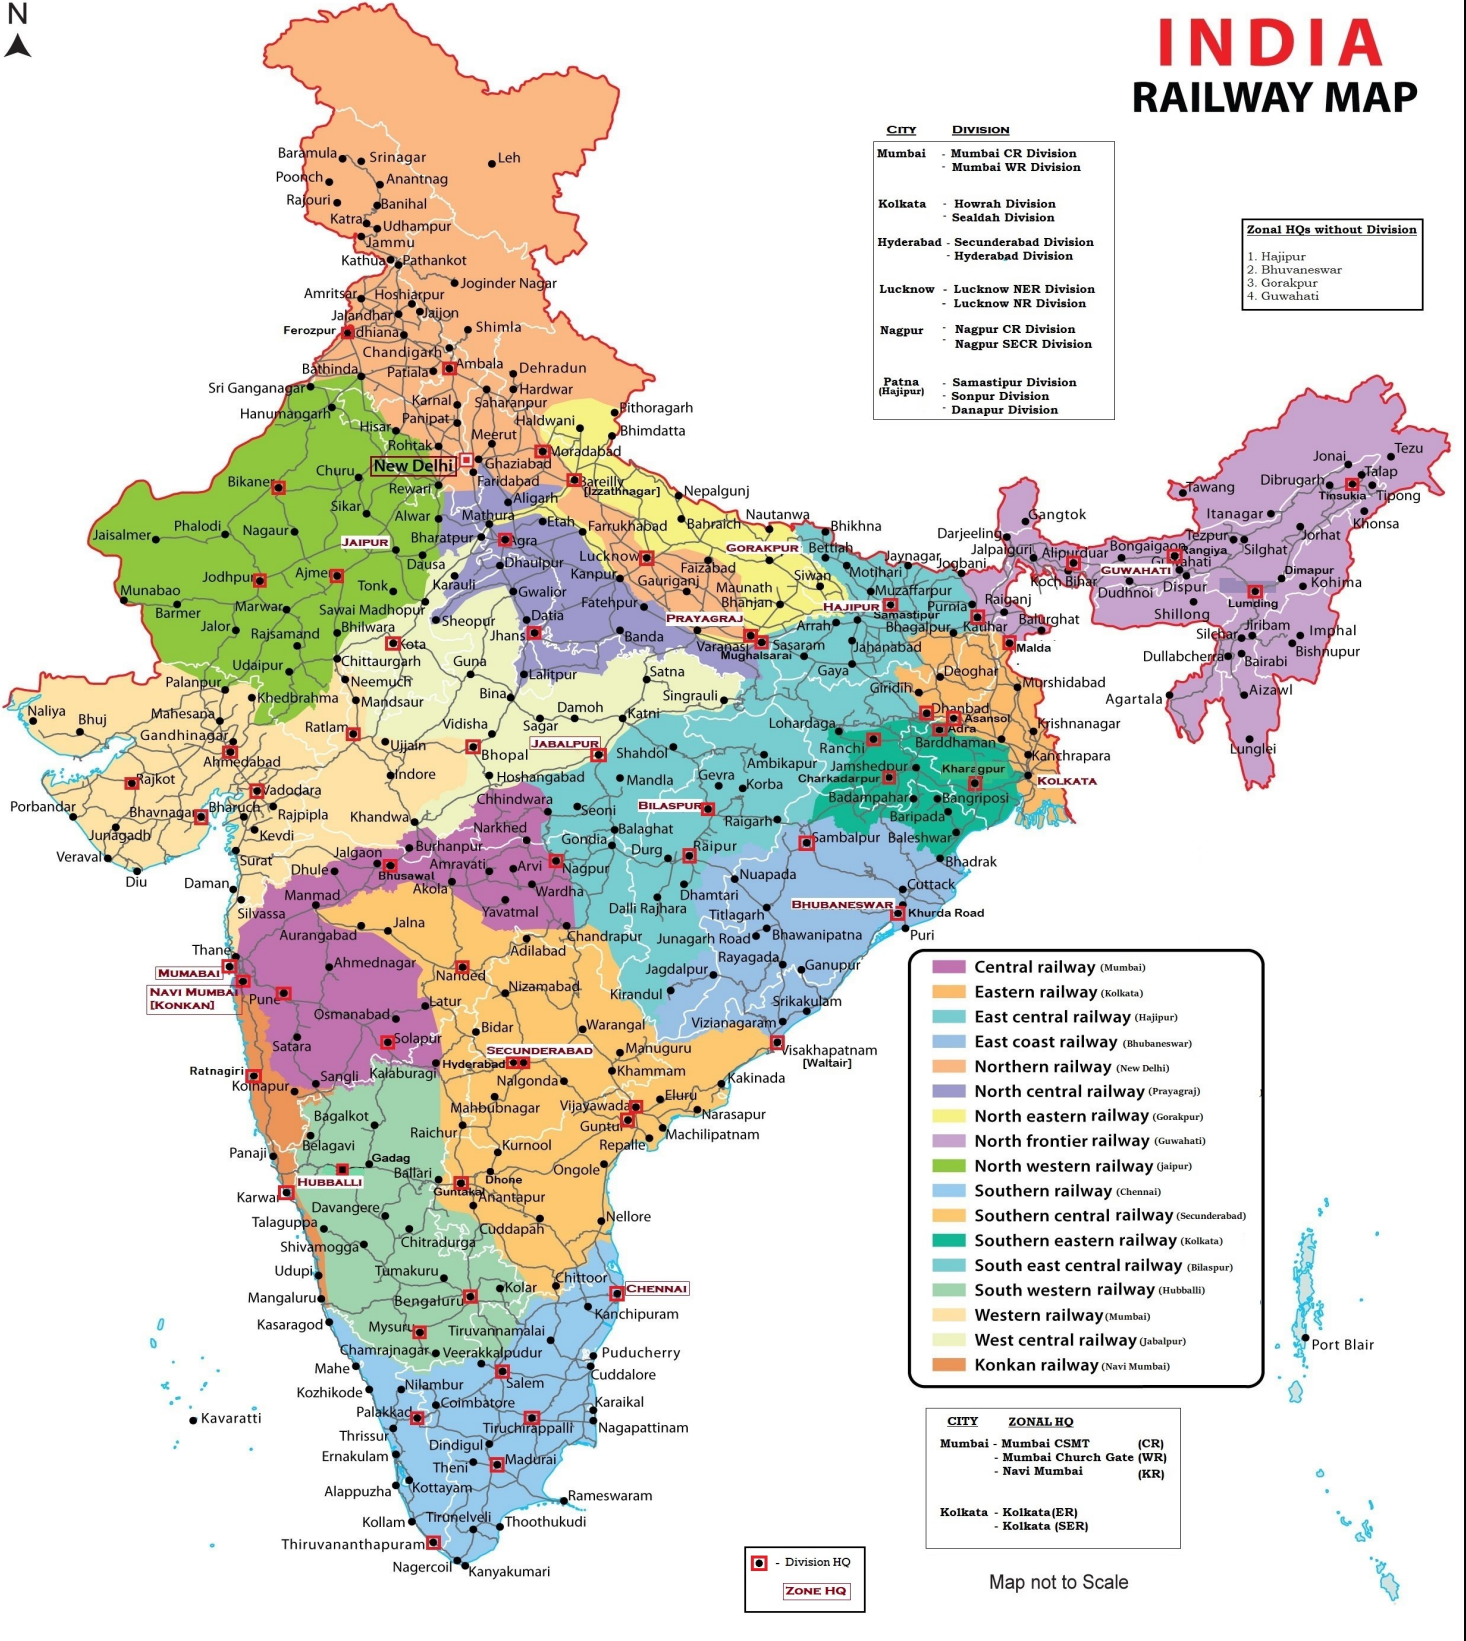 N
INDIA
RAILWAY MAP
CITY DIVISION
Mumbai - Mumbai CR Division
- Mumbai WR Division
Kolkata - Howrah Division
- Sealdah Division
Hyderabad - Secunderabad Division
- Hyderabad Division
Lucknow - Lucknow NER Division
- Lucknow NR Division
Nagpur - Nagpur CR Division
- Nagpur SECR Division
Patna - Samastipur Division
(Hajipur) - Sonpur Division
- Danapur Division
Zonal HQs without Division
1. Hajipur
2. Bhuvaneswar
3. Gorakpur
4. Guwahati
Baramula
Srinagar
Leh
Poonch
Anantnag
Rajouri
Banihal
Katra
Udhampur
Jammu
Kathua
Pathankot
Joginder Nagar
Amritsar
Hoshiarpur
Jalandhar
Jaijon
Ferozpur
dhiana
Shimla
Chandigarh
Bathinda
Patiala
Ambala
Dehradun
Sri Ganganagar
Hardwar
Hanumangarh
Karnal
Saharanpur
Pithoragarh
Panipat
Haldwani
Hisar
Meerut
Bhimdatta
Rohtak
Moradabad
New Delhi
Ghaziabad
Churu
Faridabad
Bikaner
Rewari
Bareilly
[Izzathnagar]
Nepalgunj
Aligarh
Sikar
Alwar
Mathura
Etah
Farrukhabad
Bahraich
Nautanwa
Bhikhna
Jaisalmer
Phalodi
Nagaur
JAIPUR
Bharatpur
Agra
Lucknow
GORAKPUR
Bettiah
Jaynagar
Jogbani
Dausa
Dhaulpur
Kanpur
Faizabad
Motihari
Jodhpur
Ajme
Tonk
Karauli
Gwalior
Gauriganj
Maunath
Siwan
Muzaffarpur
Munabao
Barmer
Marwar
Sawai Madhopur
Fatehpur
Bhanjan
HAJIPUR
Samastipur
Purnia
Raiganj
Jalor
Rajsamand
Bhilwara
Sheopur
Datia
Jhans
PRAYAGRAJ
Arrah
Bhagalpur
Katihar
Balurghat
Banda
Varanasi
Mughalsarai
Sasaram
Jahanabad
Malda
Kota
Udaipur
Chittaurgarh
Guna
Lalitpur
Satna
Gaya
Deoghar
Palanpur
Khedbrahma
Neemuch
Bina
Singrauli
Giridih
Murshidabad
Mandsaur
Naliya
Bhuj
Mahesana
Gandhinagar
Ratlam
Vidisha
Sagar
Damoh
Katni
Lohardaga
Dhanbad
Asansol
Adra
Krishnanagar
Ahmedabad
Ujjain
Bhopal
JABALPUR
Shahdol
Ranchi
Barddhaman
Kanchrapara
Rajkot
Vadodara
Indore
Hoshangabad
Mandla
Ambikapur
Gevra
Korba
Jamshedpur
Charkadarpur
Kharagpur
KOLKATA
Porbandar
Bhavnagar
Bharuch
Rajpipla
Khandwa
Chhindwara
Seoni
BILASPUR
Badampahar
Bangriposi
Junagadh
Kevdi
Narkhed
Balaghat
Raigarh
Baripada
Veraval
Surat
Jalgaon
Burhanpur
Gondia
Durg
Raipur
Sambalpur
Baleshwar
Diu
Dhule
Bhusawal
Amravati
Arvi
Nagpur
Bhadrak
Daman
Akola
Wardha
Dhamtari
Nuapada
Cuttack
Silvassa
Manmad
Yavatmal
Dalli Rajhara
BHUBANESWAR
Khurda Road
Jalna
Titlagarh
Aurangabad
Chandrapur
Junagarh Road
Bhawanipatna
Puri
Thane
Adilabad
Rayagada
MUMABAI
Ahmednagar
Nanded
Jagdalpur
Ganupur
NAVI MUMBAI
[KONKAN]
Pune
Nizamabad
Kirandul
Srikakulam
Latur
Osmanabad
Bidar
Warangal
Vizianagaram
Satara
Solapur
SECUNDERABAD
Manuguru
Visakhapatnam
[Waltair]
Ratnagiri
Kalaburagi
Hyderabad
Khammam
Kolhapur
Sangli
Nalgonda
Kakinada
Bagalkot
Mahbubnagar
Vijayawada
Eluru
Narasapur
Belagavi
Raichur
Guntur
Machilipatnam
Repalle
Panaji
Gadag
Kurnool
HUBBALLI
Ballari
Dhone
Ongole
Karwar
Guntakal
Anantapur
Davangere
Talaguppa
Cuddapah
Nellore
Shivamogga
Chitradurga
Udupi
Tumakuru
Kolar
Chittoor
CHENNAI
Mangaluru
Bengaluru
Kanchipuram
Kasaragod
Mysuru
Tiruvannamalai
Chamrajnagar
Veerakkalpudur
Puducherry
Mahe
Salem
Cuddalore
Kozhikode
Nilambur
Coimbatore
Karaikal
Kavaratti
Palakkad
Tiruchirappalli
Nagapattinam
Thrissur
Dindigul
Ernakulam
Theni
Madurai
Alappuzha
Kottayam
Rameswaram
Kollam
Tirunelveli
Thoothukudi
Thiruvananthapuram
Nagercoil
Kanyakumari
Tezu
Jonai
Talap
Dibrugarh
Tinsukia
Tipong
Tawang
Gangtok
Itanagar
Khonsa
Darjeeling
Jalpaiguri
Alipurduar
Bongaigaon
Tezpur
Rangiya
Silghat
Jorhat
GUWAHATI
Koch Bihar
Dudhnoi
Dispur
Dimapur
Kohima
Lumding
Shillong
Silchar
Jiribam
Imphal
Dullabcherra
Bairabi
Bishnupur
Agartala
Aizawl
Lunglei
Port Blair
Central railway (Mumbai)
Eastern railway (Kolkata)
East central railway (Hajipur)
East coast railway (Bhubaneswar)
Northern railway (New Delhi)
North central railway (Prayagraj)
North eastern railway (Gorakpur)
North frontier railway (Guwahati)
North western railway (jaipur)
Southern railway (Chennai)
Southern central railway (Secunderabad)
Southern eastern railway (Kolkata)
South east central railway (Bilaspur)
South western railway (Hubballi)
Western railway (Mumbai)
West central railway (Jabalpur)
Konkan railway (Navi Mumbai)
CITY ZONAL HQ
Mumbai - Mumbai CSMT (CR)
- Mumbai Church Gate (WR)
- Navi Mumbai (KR)
Kolkata - Kolkata(ER)
- Kolkata (SER)
- Division HQ
ZONE HQ
Map not to Scale